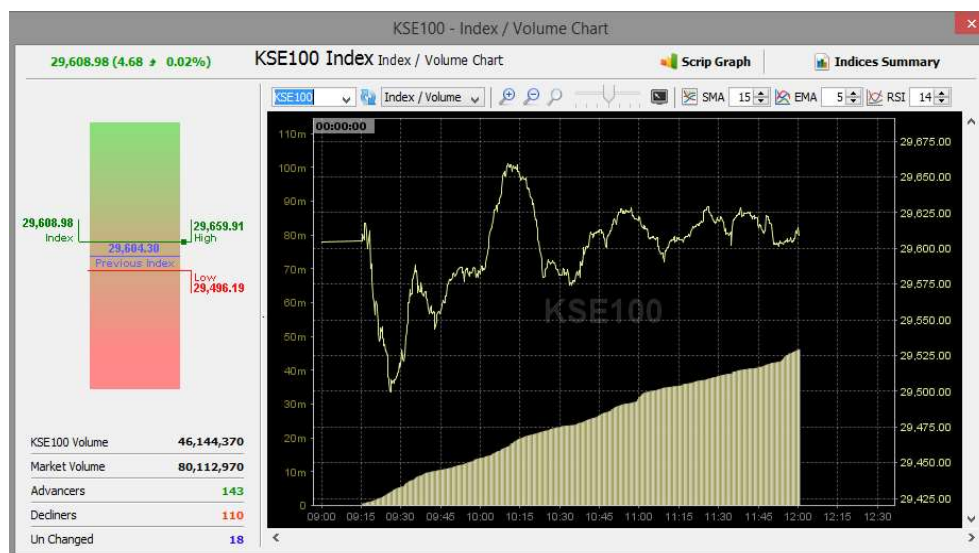 KSE100 - Index / Volume Chart
29,608.98 (4.68 0.02%)
KSE100 Index Index / Volume Chart
Scrip Graph
Indices Summary
KSE100
Index / Volume
SMA 15
EMA 5
RSI 14
29,608.98
Index
29,659.91
High
29,604.30
Previous Index
Low
29,496.19
KSE100 Volume 46,144,370
Market Volume 80,112,970
Advancers 143
Decliners 110
Un Changed 18
00:00:00
110m
100m
90m
80m
70m
60m
50m
40m
30m
20m
10m
0
KSE100
29,675.00
29,650.00
29,625.00
29,600.00
29,575.00
29,550.00
29,525.00
29,500.00
29,475.00
29,450.00
29,425.00
09:00 09:15 09:30 09:45 10:00 10:15 10:30 10:45 11:00 11:15 11:30 11:45 12:00 12:15 12:30